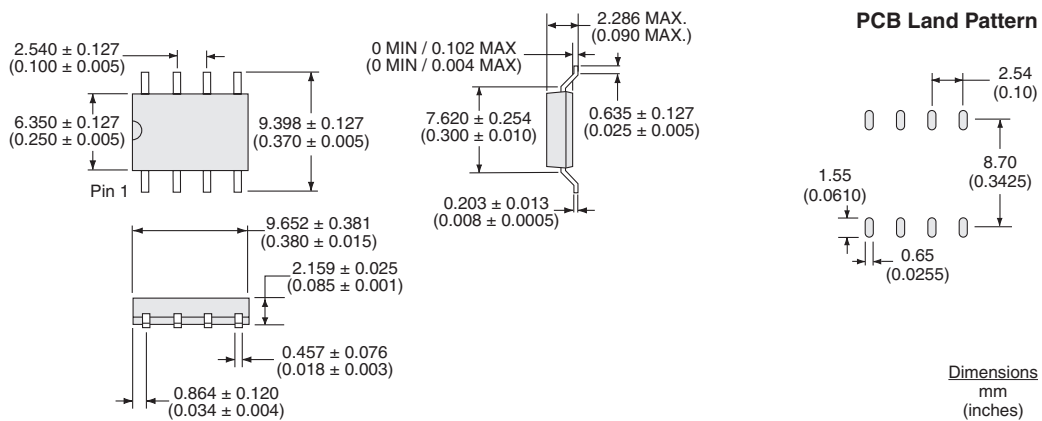 2.540 ± 0.127
(0.100 ± 0.005)
6.350 ± 0.127
(0.250 ± 0.005)
9.398 ± 0.127
(0.370 ± 0.005)
Pin 1
9.652 ± 0.381
(0.380 ± 0.015)
2.159 ± 0.025
(0.085 ± 0.001)
0.457 ± 0.076
(0.018 ± 0.003)
0.864 ± 0.120
(0.034 ± 0.004)
2.286 MAX.
(0.090 MAX.)
0 MIN / 0.102 MAX
(0 MIN / 0.004 MAX)
7.620 ± 0.254
(0.300 ± 0.010)
0.635 ± 0.127
(0.025 ± 0.005)
0.203 ± 0.013
(0.008 ± 0.0005)
PCB Land Pattern
2.54
(0.10)
8.70
(0.3425)
1.55
(0.0610)
0.65
(0.0255)
Dimensions
mm
(inches)